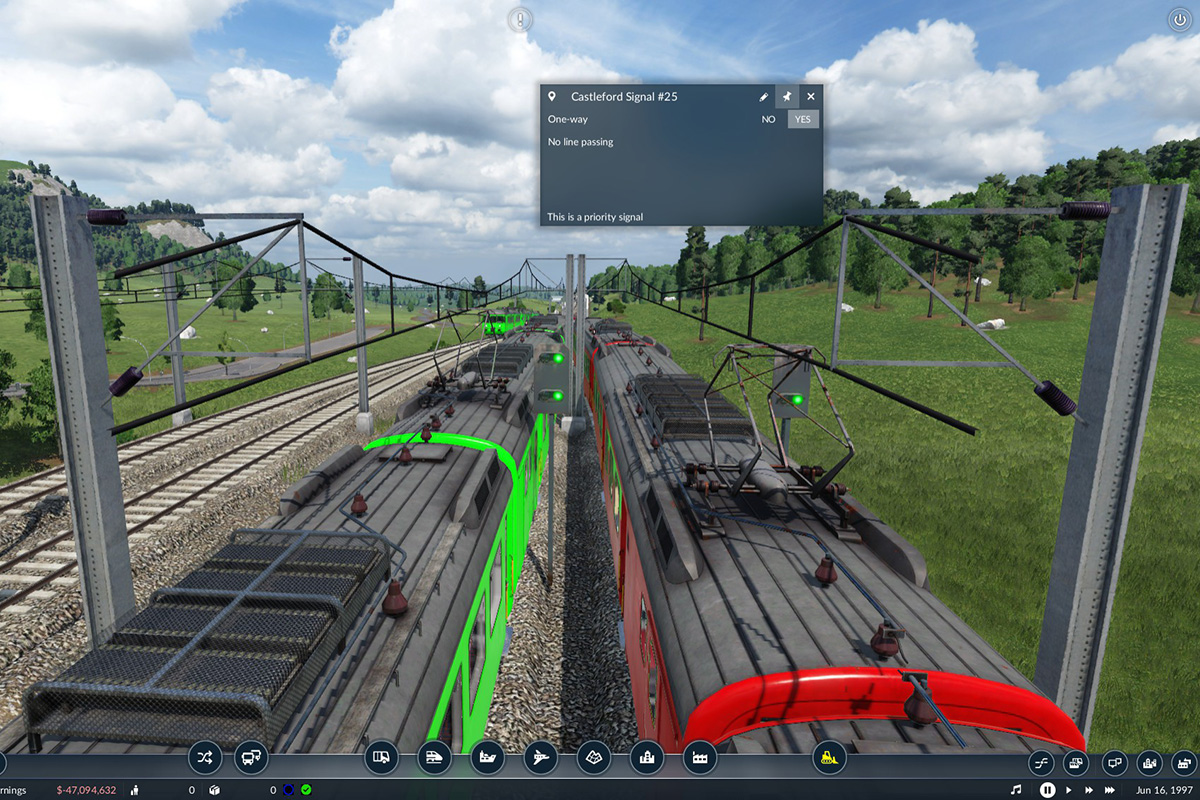 Castleford Signal #25
One-way NO YES
No line passing
This is a priority signal
rnings $-47,094,632 0 0 Jun 16, 1997